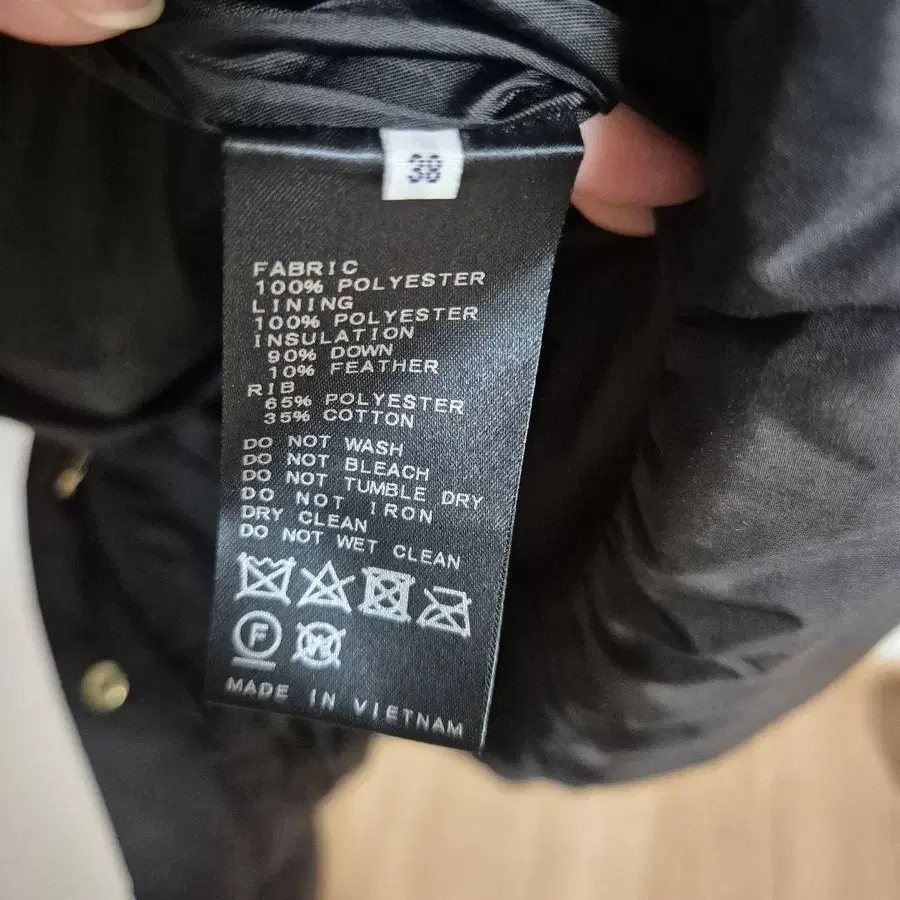 38
FABRIC
100% POLYESTER
LINING
100% POLYESTER
INSULATION
90% DOWN
10% FEATHER
RIB
65% POLYESTER
35% COTTON
DO NOT WASH
DO NOT BLEACH
DO NOT TUMBLE DRY
DO NOT IRON
DRY CLEAN
DO NOT WET CLEAN
F W
MADE IN VIETNAM